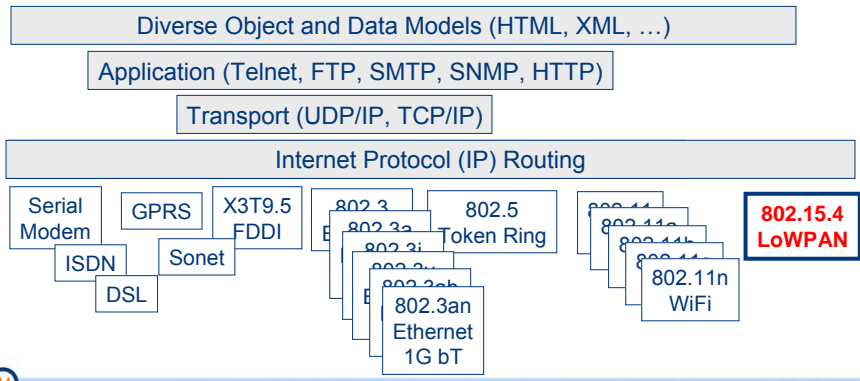 Diverse Object and Data Models (HTML, XML, …)
Application (Telnet, FTP, SMTP, SNMP, HTTP)
Transport (UDP/IP, TCP/IP)
Internet Protocol (IP) Routing
Serial
Modem
ISDN
DSL
GPRS
Sonet
X3T9.5
FDDI
802.3
802.3a
802.3i
802.3ab
802.3an
Ethernet
1G bT
802.5
Token Ring
802.11
802.11n
WiFi
802.15.4
LoWPAN